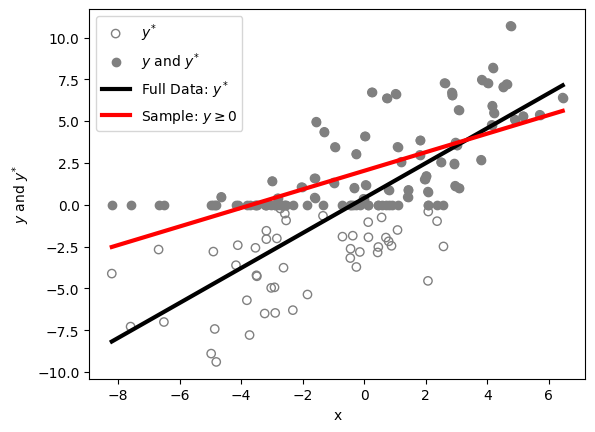 y*
y and y*
Full Data: y*
Sample: y ≥ 0
10.0
7.5
5.0
2.5
0.0
−2.5
−5.0
−7.5
−10.0
y and y*
−8 −6 −4 −2 0 2 4 6
x